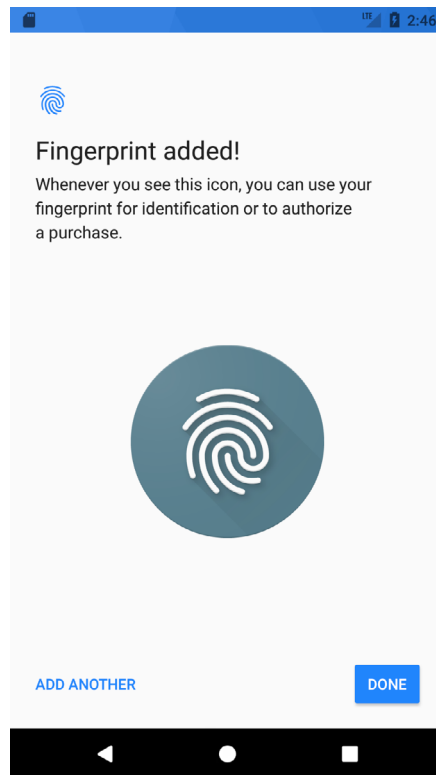 LTE 2:46
Fingerprint added!
Whenever you see this icon, you can use your
fingerprint for identification or to authorize
a purchase.
ADD ANOTHER DONE